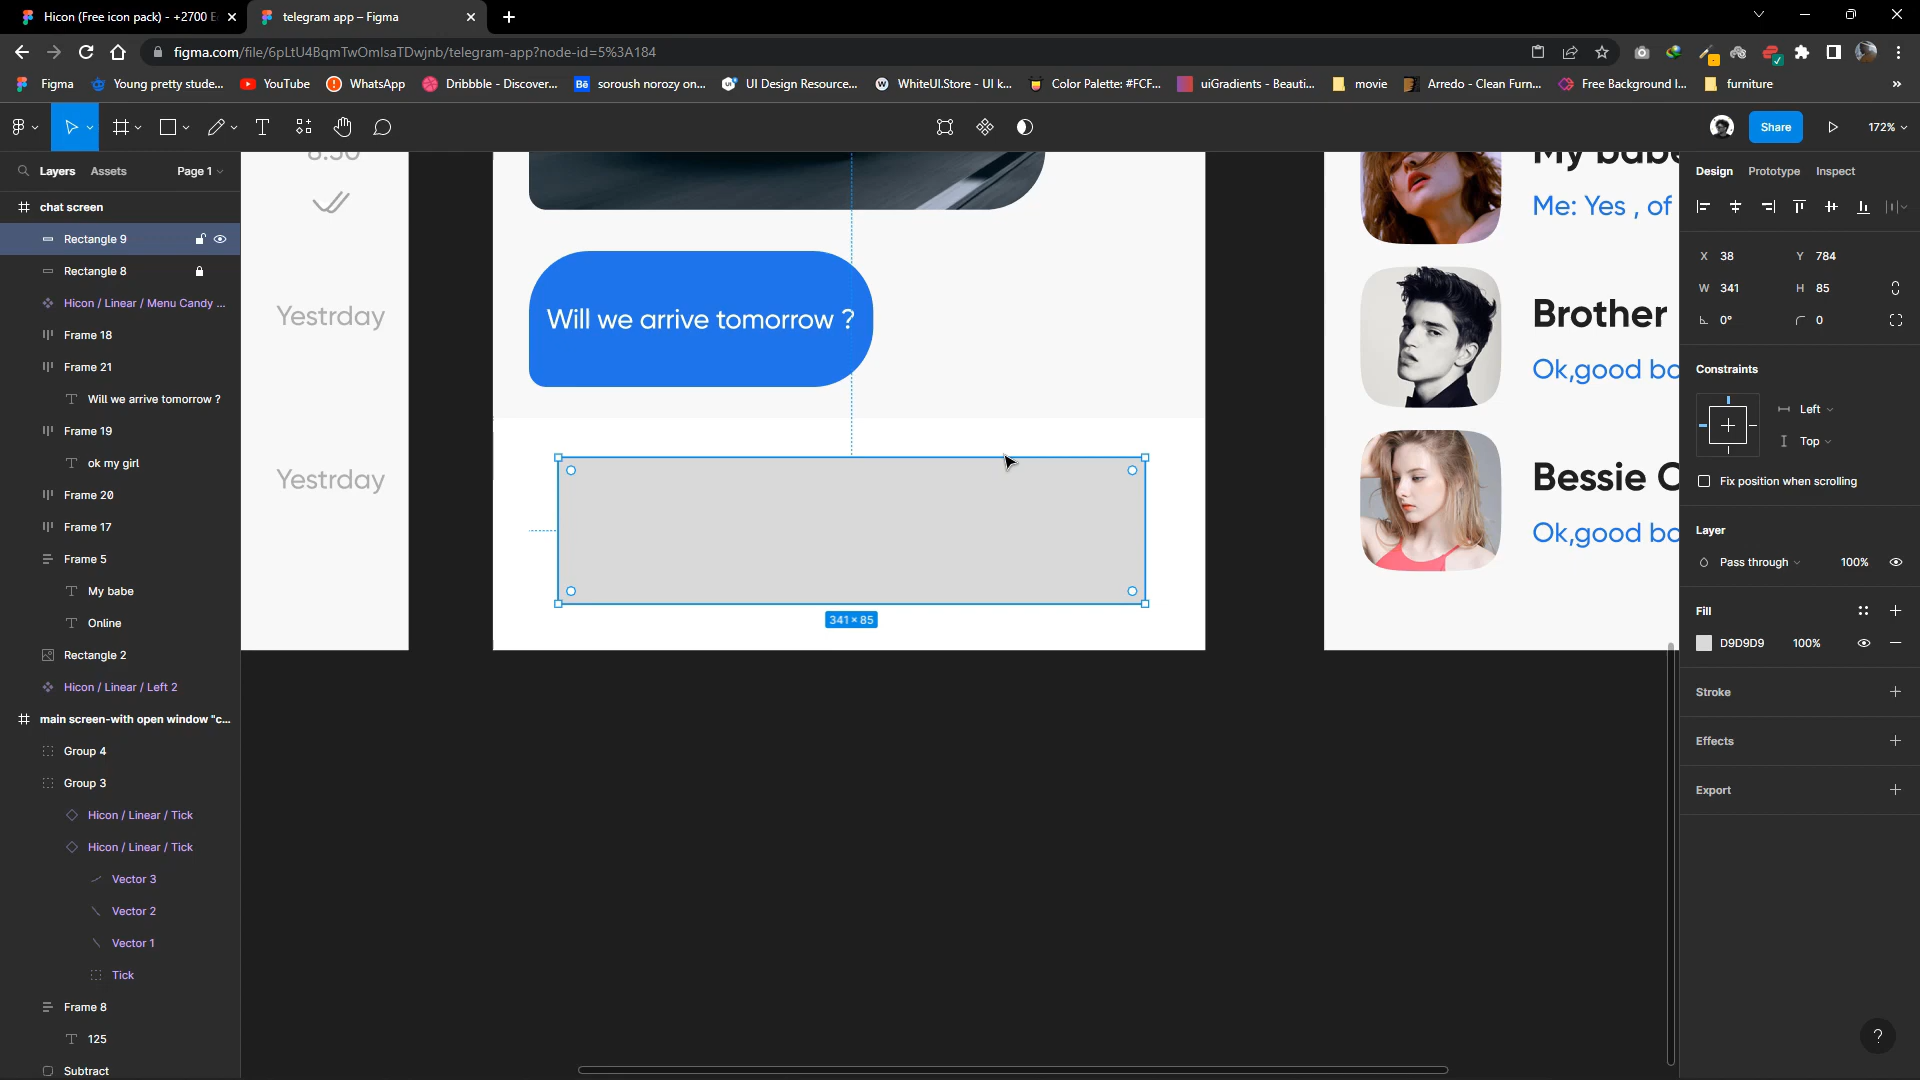 Hicon (Free icon pack) - +2700 E
telegram app – Figma
figma.com/file/6pLtU4BqmTwOmlsaTDwjnb/telegram-app?node-id=5%3A184
Figma
Young pretty stude...
YouTube
WhatsApp
Dribbble - Discover...
Bē
soroush norozy on...
UI Design Resource...
WhiteUI.Store - UI k...
Color Palette: #FCF...
uiGradients - Beauti...
movie
Arredo - Clean Furn...
Free Background I...
furniture
»
Share
172%
Layers
Assets
Page 1
chat screen
Rectangle 9
Rectangle 8
Hicon / Linear / Menu Candy ...
Frame 18
Frame 21
Will we arrive tomorrow ?
Frame 19
ok my girl
Frame 20
Frame 17
Frame 5
My babe
Online
Rectangle 2
Hicon / Linear / Left 2
main screen-with open window "c...
Group 4
Group 3
Hicon / Linear / Tick
Hicon / Linear / Tick
Vector 3
Vector 2
Vector 1
Tick
Frame 8
125
Subtract
8:30
Yestrday
Yestrday
Will we arrive tomorrow ?
341 × 85
My babe
Me: Yes , of
Brother
Ok,good bo
Bessie C
Ok,good bo
Design
Prototype
Inspect
X 38
Y 784
W 341
H 85
0°
0
Constraints
Left
Top
Fix position when scrolling
Layer
Pass through
100%
Fill
D9D9D9
100%
Stroke
Effects
Export
?